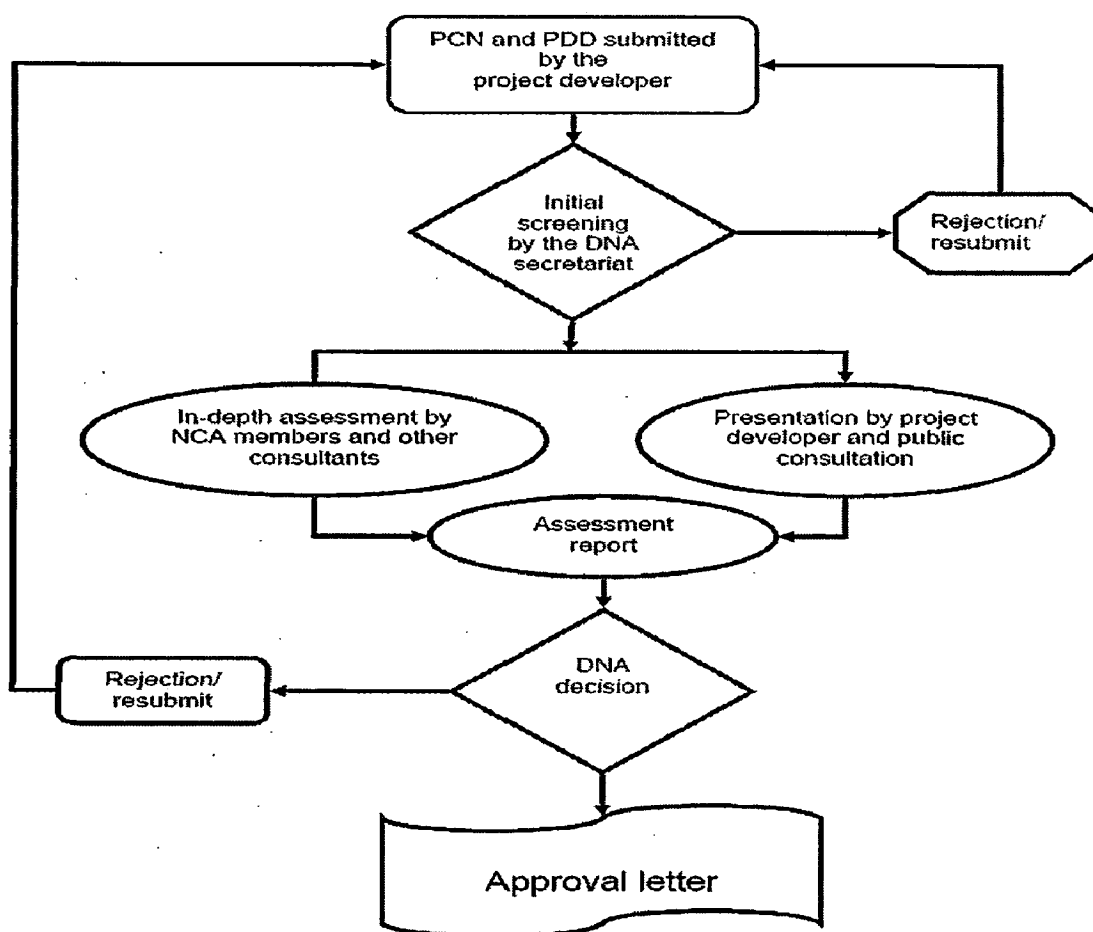 PCN and PDD submitted
by the
project developer
Initial
screening
by the DNA
secretariat
Rejection/
resubmit
In-depth assessment by
NCA members and other
consultants
Presentation by project
developer and public
consultation
Assessment
report
DNA
decision
Rejection/
resubmit
Approval letter